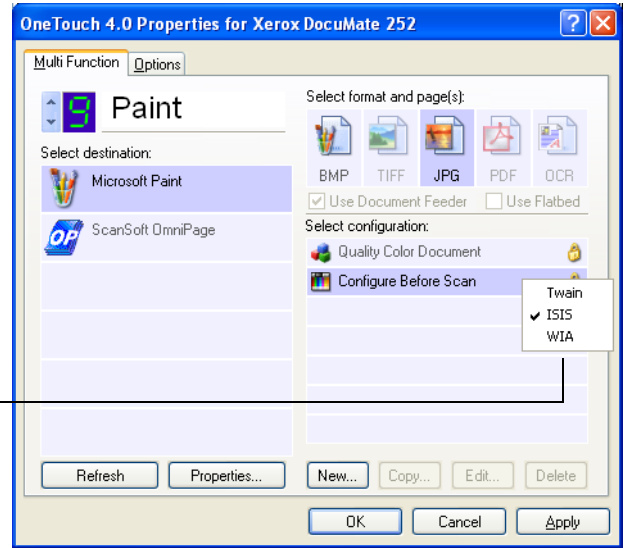 OneTouch 4.0 Properties for Xerox DocuMate 252
Multi Function Options
9 Paint
Select destination:
Microsoft Paint
ScanSoft OmniPage
Select format and page(s):
BMP TIFF JPG PDF OCR
Use Document Feeder Use Flatbed
Select configuration:
Quality Color Document
Configure Before Scan
Twain
ISIS
WIA
Refresh Properties... New... Copy... Edit... Delete
OK Cancel Apply